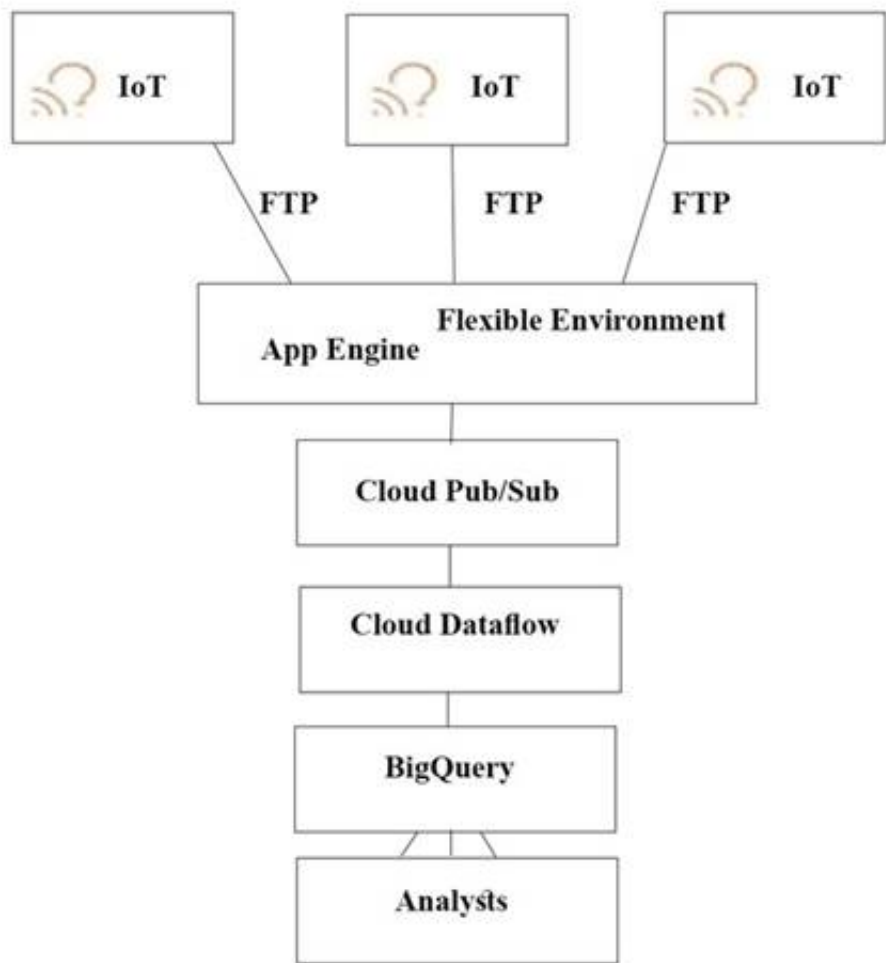 IoT
IoT
IoT
FTP
FTP
FTP
Flexible Environment
App Engine
Cloud Pub/Sub
Cloud Dataflow
BigQuery
Analysts